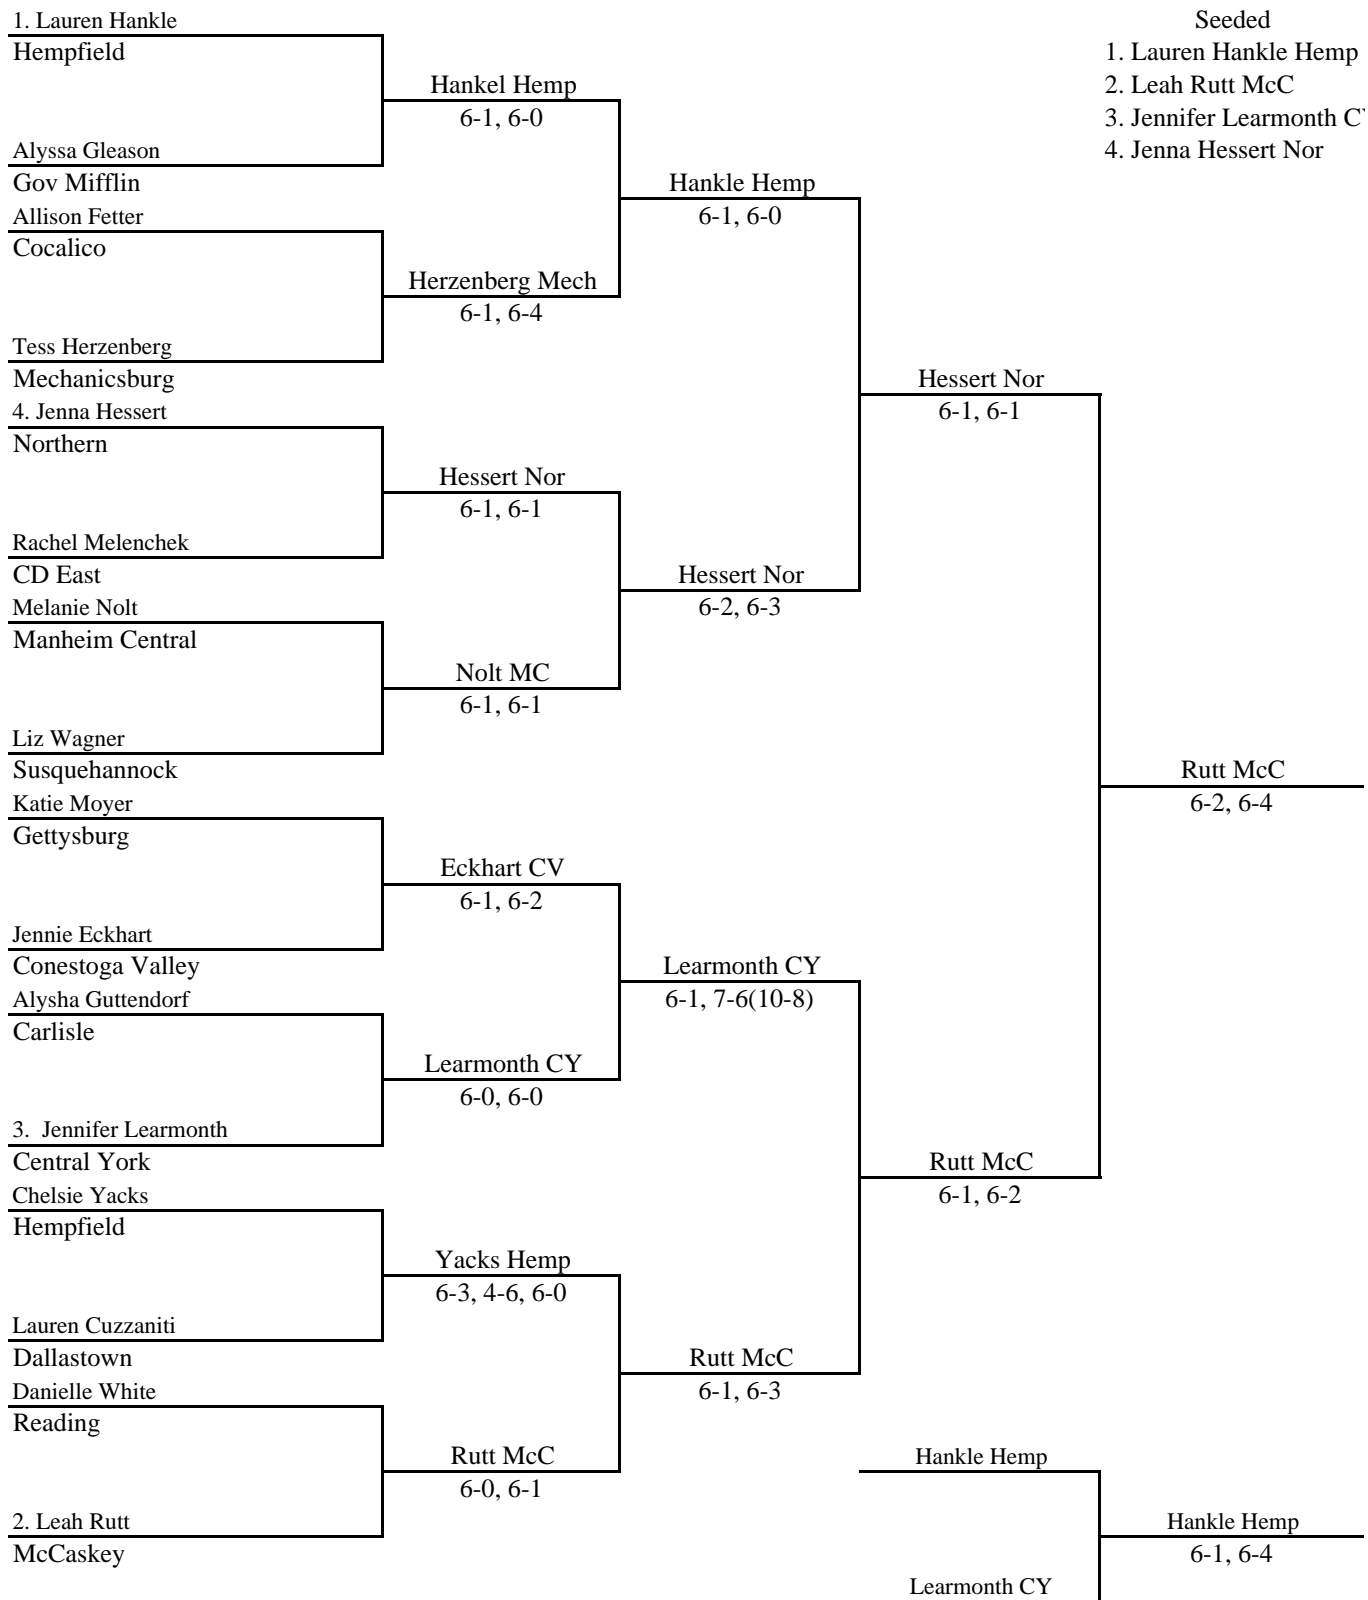 1. Lauren Hankle
Hempfield
Hankel Hemp
6-1, 6-0
Alyssa Gleason
Gov Mifflin
Hankle Hemp
6-1, 6-0
Allison Fetter
Cocalico
Herzenberg Mech
6-1, 6-4
Tess Herzenberg
Mechanicsburg
Hessert Nor
6-1, 6-1
4. Jenna Hessert
Northern
Hessert Nor
6-1, 6-1
Rachel Melenchek
CD East
Hessert Nor
6-2, 6-3
Melanie Nolt
Manheim Central
Nolt MC
6-1, 6-1
Liz Wagner
Susquehannock
Rutt McC
6-2, 6-4
Katie Moyer
Gettysburg
Eckhart CV
6-1, 6-2
Jennie Eckhart
Conestoga Valley
Learmonth CY
6-1, 7-6(10-8)
Alysha Guttendorf
Carlisle
Learmonth CY
6-0, 6-0
3. Jennifer Learmonth
Central York
Rutt McC
6-1, 6-2
Chelsie Yacks
Hempfield
Yacks Hemp
6-3, 4-6, 6-0
Lauren Cuzzaniti
Dallastown
Rutt McC
6-1, 6-3
Danielle White
Reading
Rutt McC
6-0, 6-1
2. Leah Rutt
McCaskey
Hankle Hemp
Hankle Hemp
6-1, 6-4
Learmonth CY
Seeded
1. Lauren Hankle Hemp
2. Leah Rutt McC
3. Jennifer Learmonth CY
4. Jenna Hessert Nor